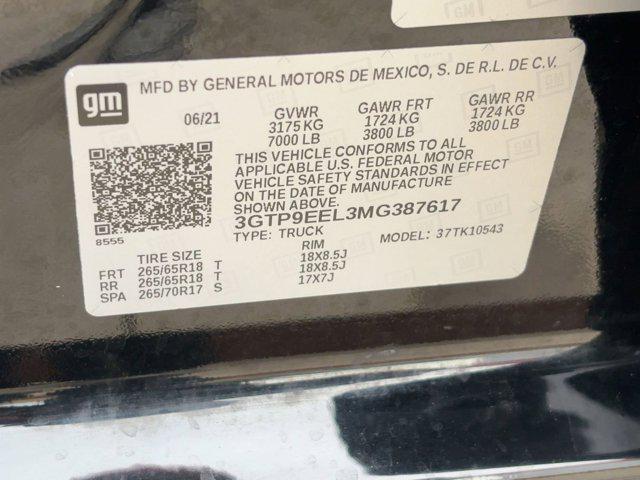 gm
MFD BY GENERAL MOTORS DE MEXICO, S. DE R.L. DE C.V.
06/21
GVWR GAWR FRT GAWR RR
3175 KG 1724 KG 1724 KG
7000 LB 3800 LB 3800 LB
THIS VEHICLE CONFORMS TO ALL
APPLICABLE U.S. FEDERAL MOTOR
VEHICLE SAFETY STANDARDS IN EFFECT
ON THE DATE OF MANUFACTURE
SHOWN ABOVE.
3GTP9EEL3MG387617
8555
TYPE: TRUCK MODEL: 37TK10543
TIRE SIZE RIM
FRT 265/65R18 T 18X8.5J
RR 265/65R18 T 18X8.5J
SPA 265/70R17 S 17X7J